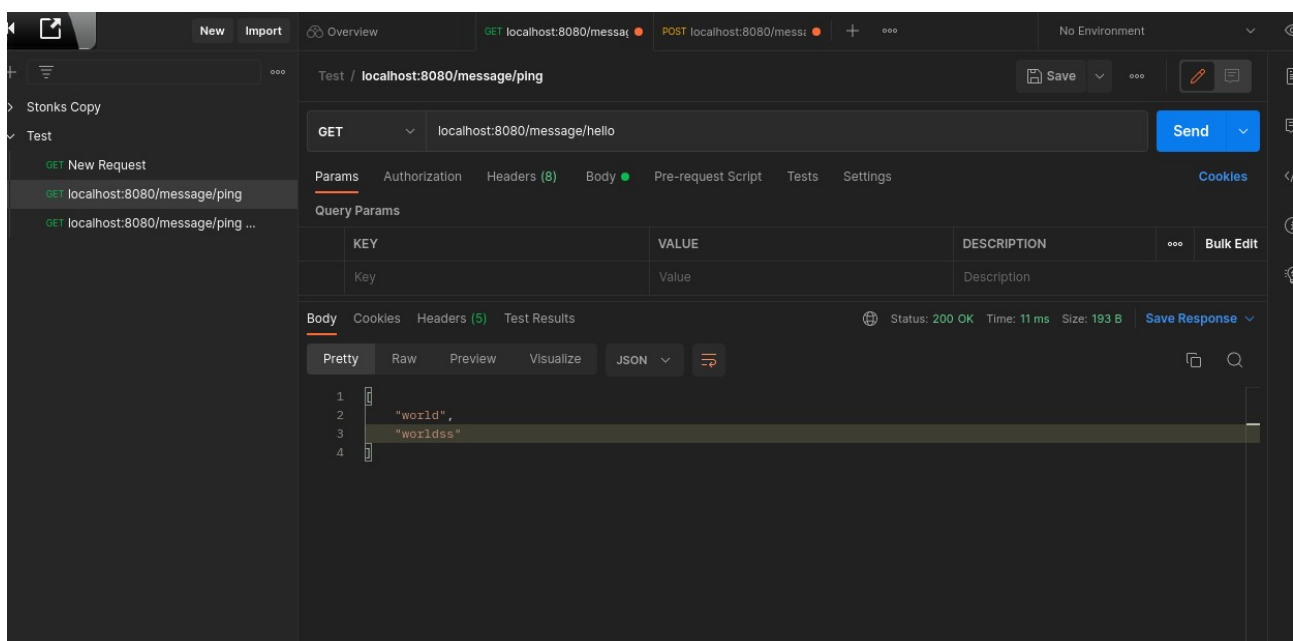 New Import Overview GET localhost:8080/messag POST localhost:8080/messa No Environment
Test / localhost:8080/message/ping Save
Stonks Copy
Test
GET localhost:8080/message/hello Send
GET New Request
Params Authorization Headers (8) Body Pre-request Script Tests Settings Cookies
GET localhost:8080/message/ping
Query Params
GET localhost:8080/message/ping ...
KEY VALUE DESCRIPTION Bulk Edit
Key Value Description
Body Cookies Headers (5) Test Results Status: 200 OK Time: 11 ms Size: 193 B Save Response
Pretty Raw Preview Visualize JSON
1 [
2 "world",
3 "worldss"
4 ]